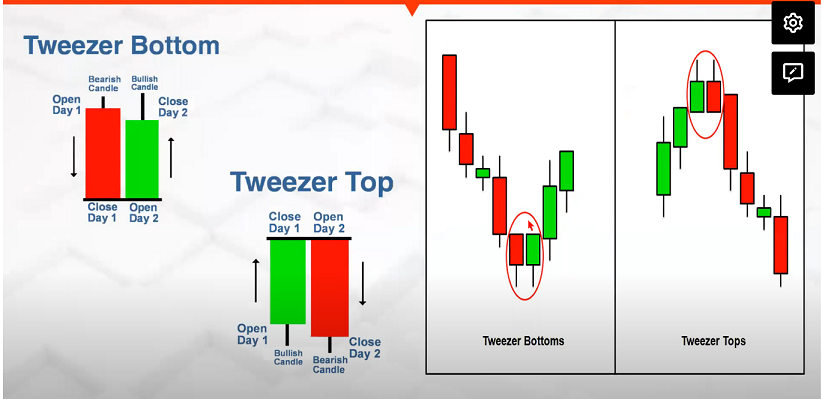 Tweezer Bottom
Bearish
Candle
Bullish
Candle
Open
Day 1
Close
Day 2
Close
Day 1
Open
Day 2
Tweezer Top
Close
Day 1
Open
Day 2
Open
Day 1
Bullish
Candle
Bearish
Candle
Close
Day 2
Tweezer Bottoms
Tweezer Tops